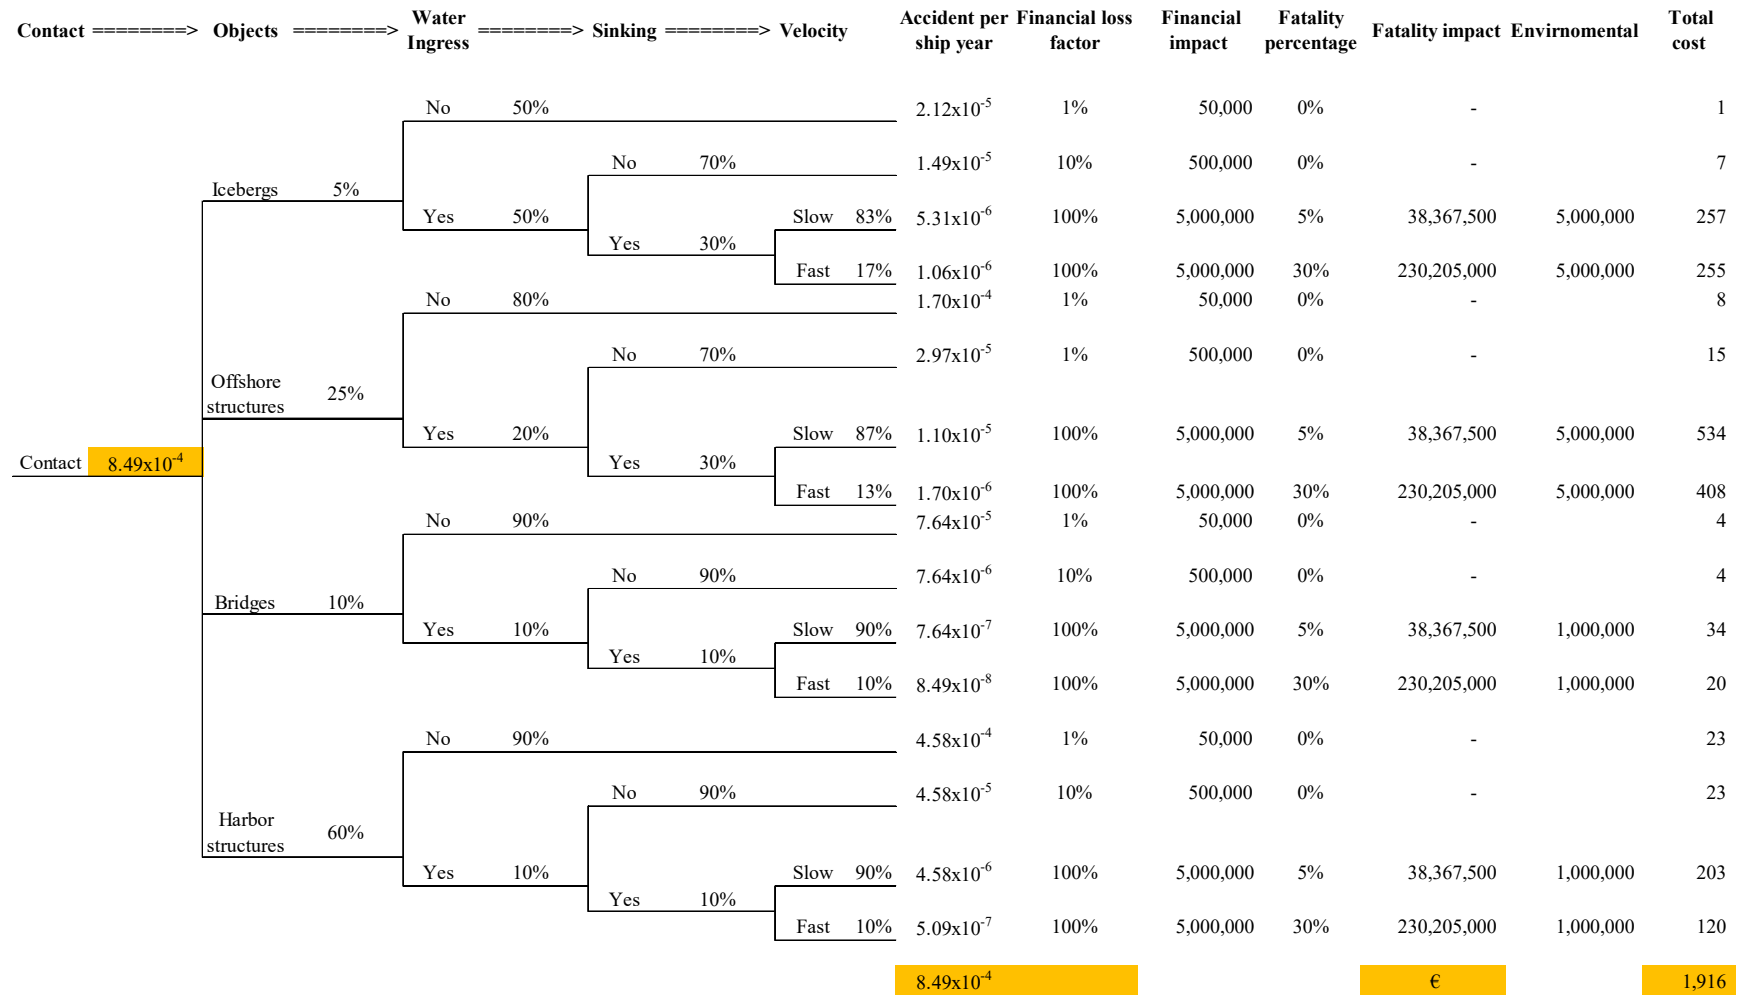 Contact ========> Objects ========> Water Ingress ========> Sinking ========> Velocity Accident per ship year Financial loss factor Financial impact Fatality percentage Fatality impact Envirnomental Total cost
No 50% 2.12x10⁻⁵ 1% 50,000 0% - 1
No 70% 1.49x10⁻⁵ 10% 500,000 0% - 7
Icebergs 5%
Yes 50% Slow 83% 5.31x10⁻⁶ 100% 5,000,000 5% 38,367,500 5,000,000 257
Yes 30%
Fast 17% 1.06x10⁻⁶ 100% 5,000,000 30% 230,205,000 5,000,000 255
No 80% 1.70x10⁻⁴ 1% 50,000 0% - 8
No 70% 2.97x10⁻⁵ 1% 500,000 0% - 15
Offshore
structures 25%
Yes 20% Slow 87% 1.10x10⁻⁵ 100% 5,000,000 5% 38,367,500 5,000,000 534
Contact 8.49x10⁻⁴ Yes 30%
Fast 13% 1.70x10⁻⁶ 100% 5,000,000 30% 230,205,000 5,000,000 408
No 90% 7.64x10⁻⁵ 1% 50,000 0% - 4
No 90% 7.64x10⁻⁶ 10% 500,000 0% - 4
Bridges 10%
Yes 10% Slow 90% 7.64x10⁻⁷ 100% 5,000,000 5% 38,367,500 1,000,000 34
Yes 10%
Fast 10% 8.49x10⁻⁸ 100% 5,000,000 30% 230,205,000 1,000,000 20
No 90% 4.58x10⁻⁴ 1% 50,000 0% - 23
No 90% 4.58x10⁻⁵ 10% 500,000 0% - 23
Harbor
structures 60%
Yes 10% Slow 90% 4.58x10⁻⁶ 100% 5,000,000 5% 38,367,500 1,000,000 203
Yes 10%
Fast 10% 5.09x10⁻⁷ 100% 5,000,000 30% 230,205,000 1,000,000 120
8.49x10⁻⁴ € 1,916